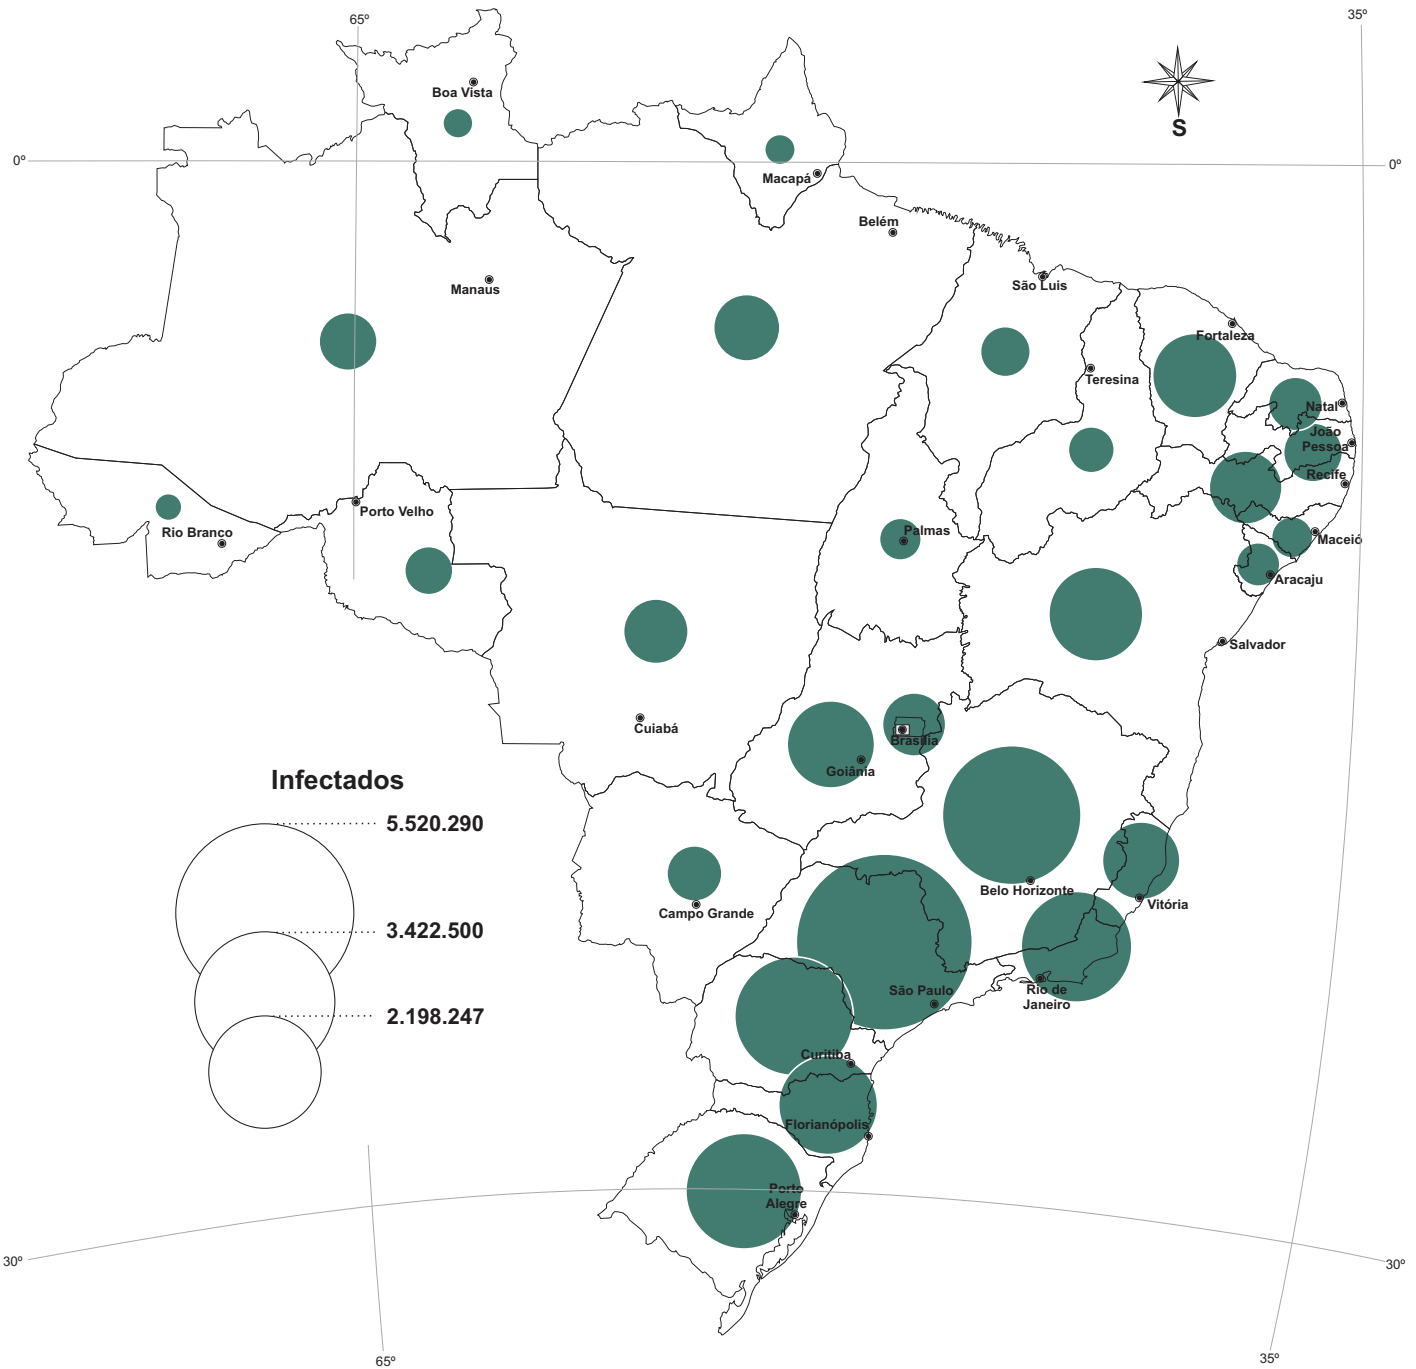 65º
35º
Boa Vista
S
0º
0º
Macapá
Belém
Manaus
São Luis
Fortaleza
Teresina
Natal
João
Pessoa
Recife
Porto Velho
Rio Branco
Palmas
Maceió
Aracaju
Salvador
Cuiabá
Brasília
Goiânia
Infectados
5.520.290
3.422.500
2.198.247
Belo Horizonte
Vitória
Campo Grande
São Paulo
Rio de
Janeiro
Curitiba
Florianópolis
Porto
Alegre
30º
30º
65º
35º